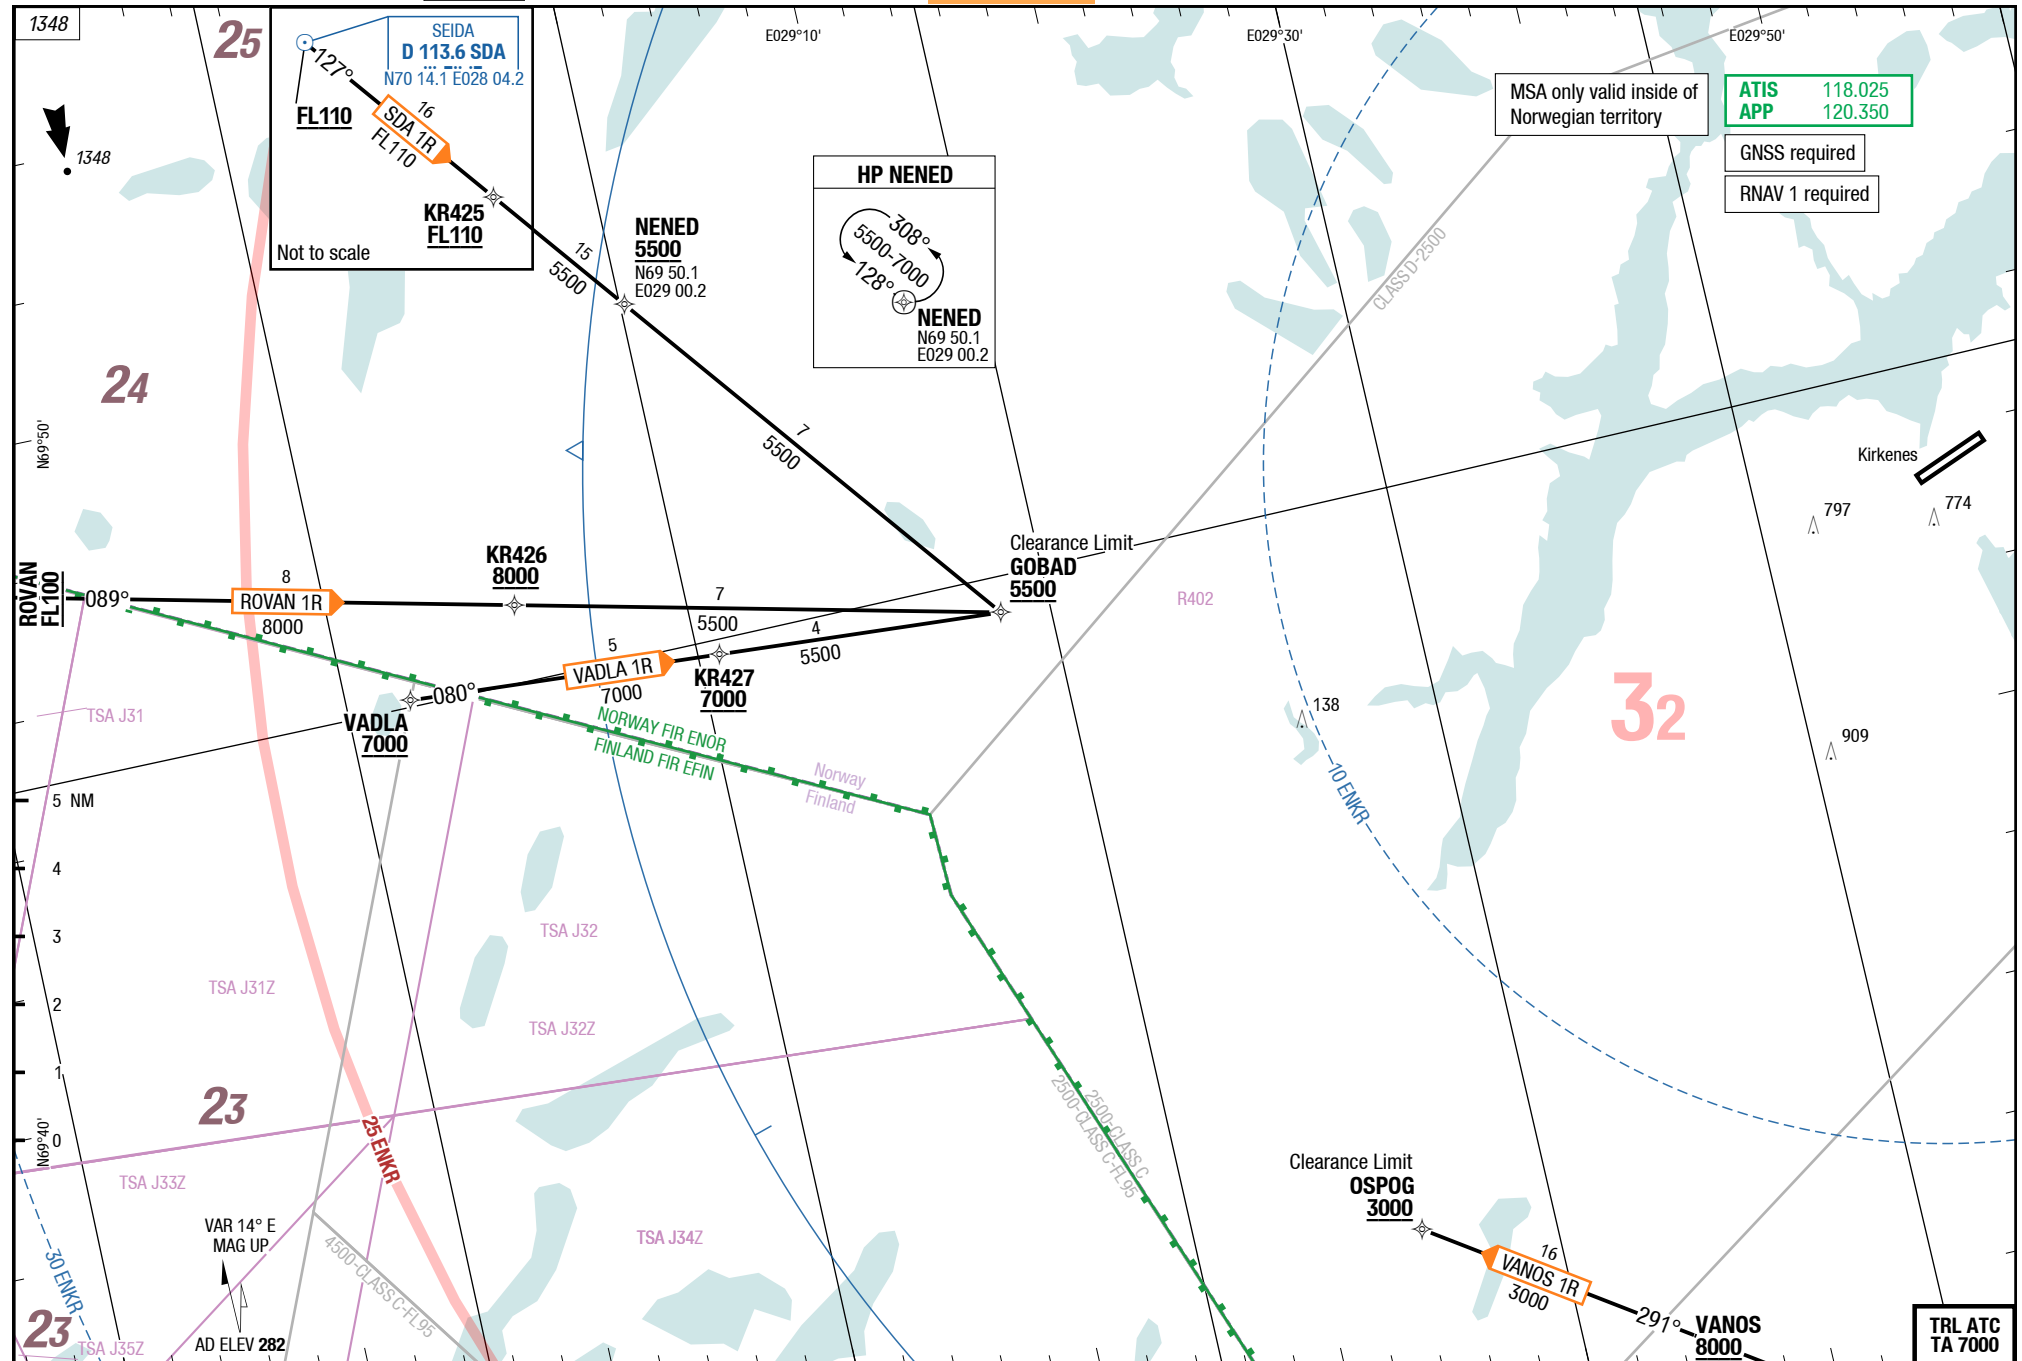 1348
25
SEIDA
D 113.6 SDA
N70 14.1 E028 04.2
127°
FL110
16
SDA 1R
FL110
KR425
FL110
Not to scale
1348
E029°10'
E029°30'
E029°50'
MSA only valid inside of
Norwegian territory
ATIS 118.025
APP 120.350
GNSS required
RNAV 1 required
HP NENED
308°
5500-7000
128°
NENED
N69 50.1
E029 00.2
NENED
5500
N69 50.1
E029 00.2
15
5500
CLASS D-2500
24
7
5500
N69°50'
Kirkenes
797
774
Clearance Limit
GOBAD
5500
KR426
8000
ROVAN
FL100
089°
8
ROVAN 1R
8000
7
5500
4
5500
R402
5
VADLA 1R
7000
KR427
7000
080°
VADLA
7000
TSA J31
NORWAY FIR ENOR
FINLAND FIR EFIN
Norway
Finland
138
32
909
10 ENKR
5 NM
4
3
2
1
0
TSA J32
TSA J31Z
TSA J32Z
23
N69°40'
25 ENKR
2500-CLASS C
2500-CLASS C-FL95
TSA J33Z
VAR 14° E
MAG UP
TSA J34Z
4500-CLASS C-FL95
30 ENKR
23
TSA J35Z
AD ELEV 282
Clearance Limit
OSPOG
3000
16
VANOS 1R
3000
291°
VANOS
8000
TRL ATC
TA 7000